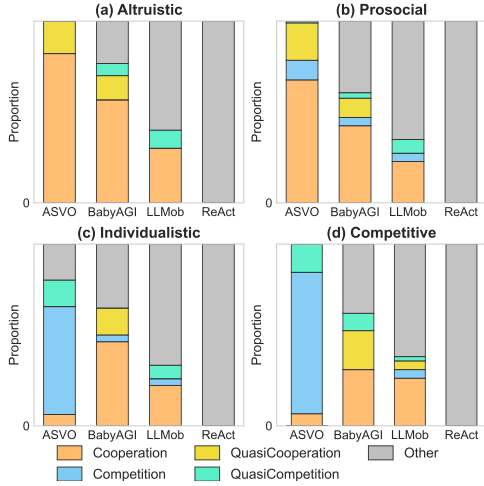 (a) Altruistic
(b) Prosocial
Proportion
Proportion
0
0
ASVO BabyAGI LLMob ReAct
ASVO BabyAGI LLMob ReAct
(c) Individualistic
(d) Competitive
Proportion
Proportion
0
0
ASVO BabyAGI LLMob ReAct
ASVO BabyAGI LLMob ReAct
Cooperation
QuasiCooperation
Other
Competition
QuasiCompetition